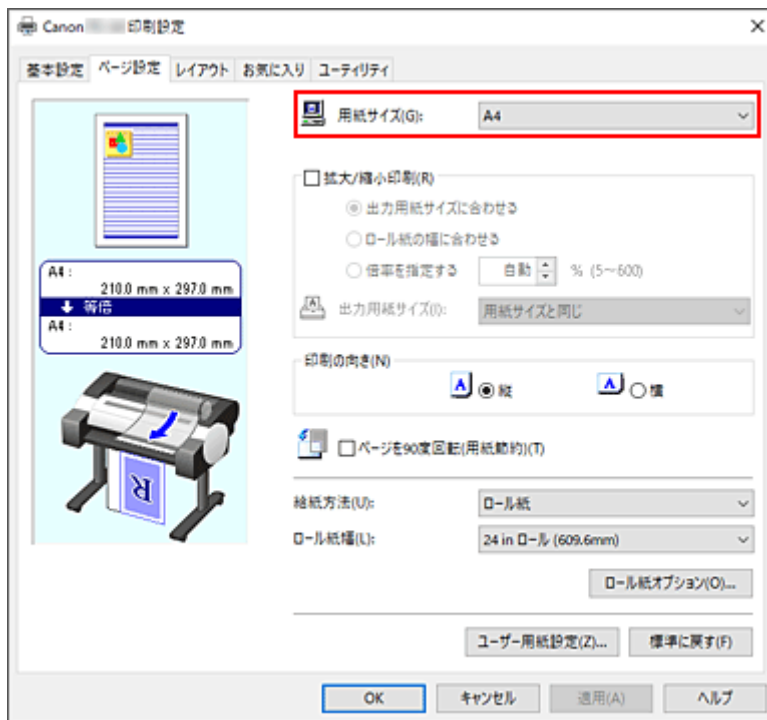 Canon 印刷設定
基本設定 ページ設定 レイアウト お気に入り ユーティリティ
用紙サイズ(G): A4
拡大/縮小印刷(R)
出力用紙サイズに合わせる
ロール紙の幅に合わせる
倍率を指定する 自動 % (5～600)
出力用紙サイズ(I): 用紙サイズと同じ
A4 :
210.0 mm x 297.0 mm
等倍
A4 :
210.0 mm x 297.0 mm
印刷の向き(N)
A 縦 A 横
ページを90度回転(用紙節約)(T)
R
給紙方法(U): ロール紙
ロール紙幅(L): 24 in ロール (609.6mm)
ロール紙オプション(O)...
ユーザー用紙設定(Z)... 標準に戻す(F)
OK キャンセル 適用(A) ヘルプ